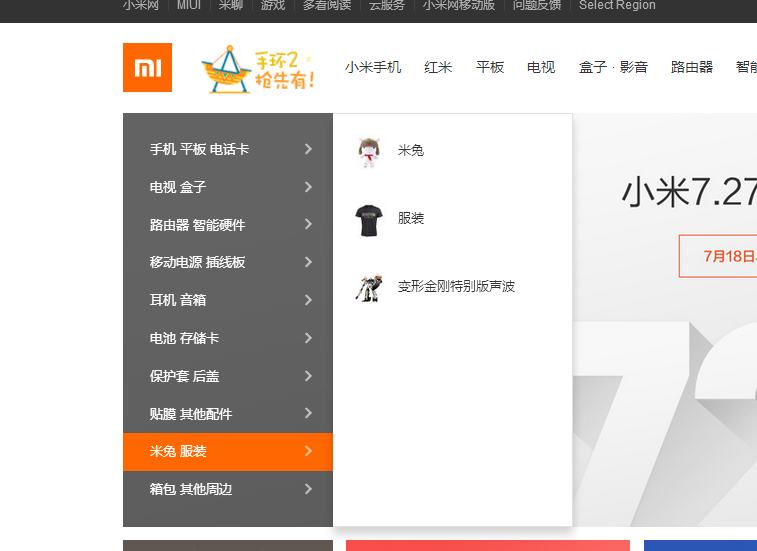 小米网 MIUI 米聊 游戏 多看阅读 云服务 小米网移动版 问题反馈 Select Region
手环2
抢先有!
小米手机 红米 平板 电视 盒子 · 影音 路由器 智能
手机 平板 电话卡
电视 盒子
路由器 智能硬件
移动电源 插线板
耳机 音箱
电池 存储卡
保护套 后盖
贴膜 其他配件
米兔 服装
箱包 其他周边
米兔
服装
变形金刚特别版声波
小米7.27
7月18日
72